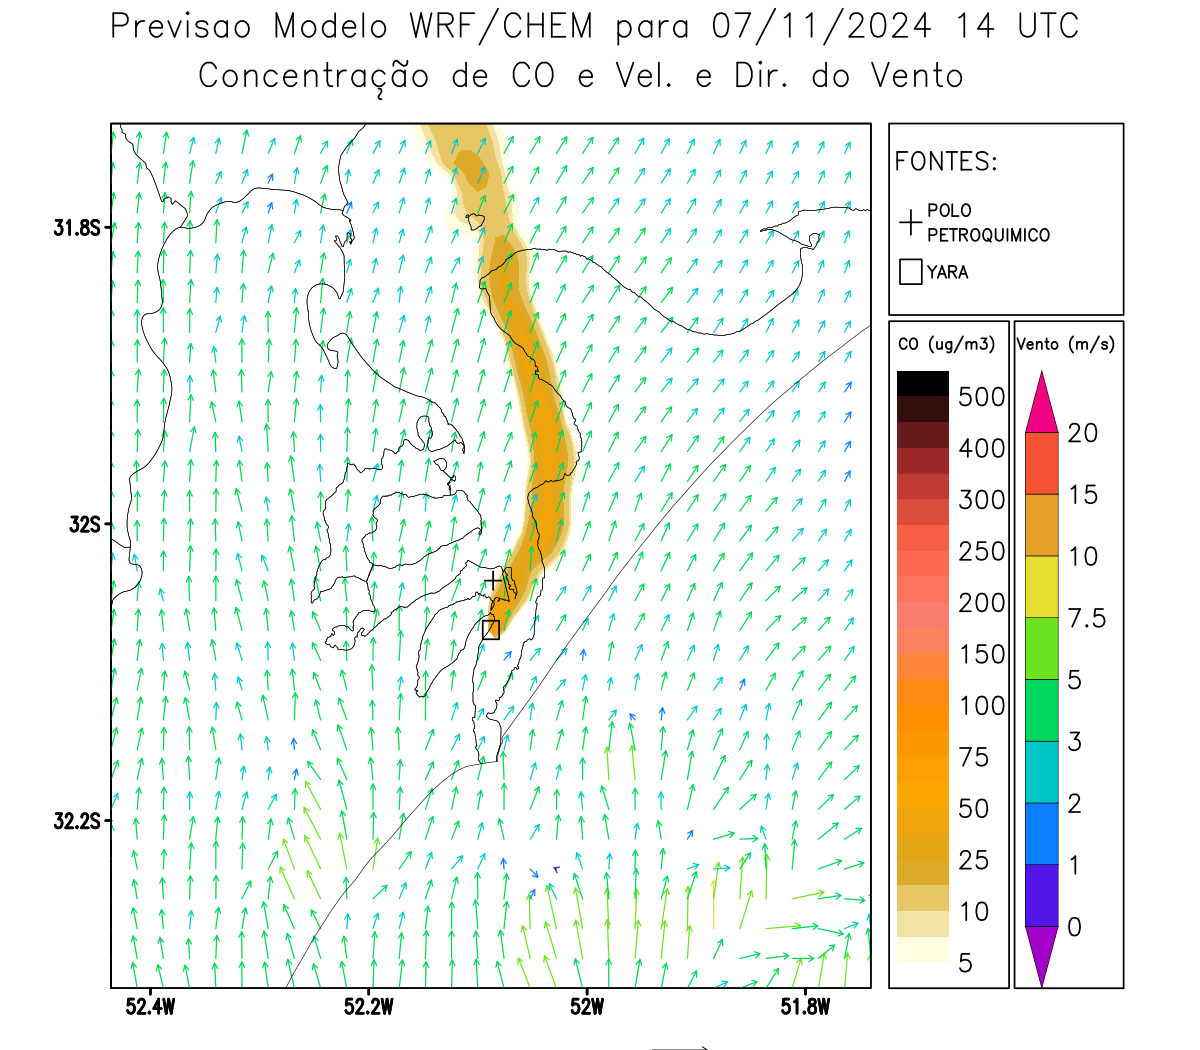 Previsao Modelo WRF/CHEM para 07/11/2024 14 UTC
Concentração de CO e Vel. e Dir. do Vento
FONTES:
POLO
PETROQUIMICO
YARA
CO (ug/m3)
500
400
300
250
200
150
100
75
50
25
10
5
Vento (m/s)
20
15
10
7.5
5
3
2
1
0
31.8S
32S
32.2S
52.4W
52.2W
52W
51.8W